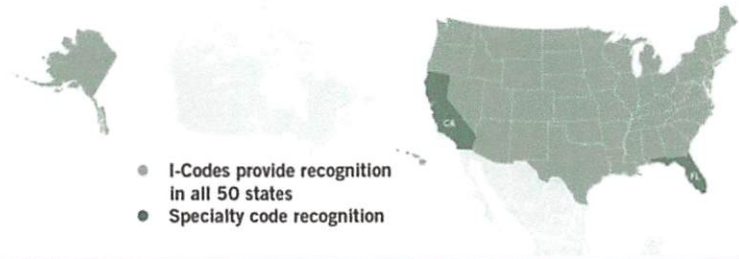 CA
FL
I-Codes provide recognition
in all 50 states
Specialty code recognition